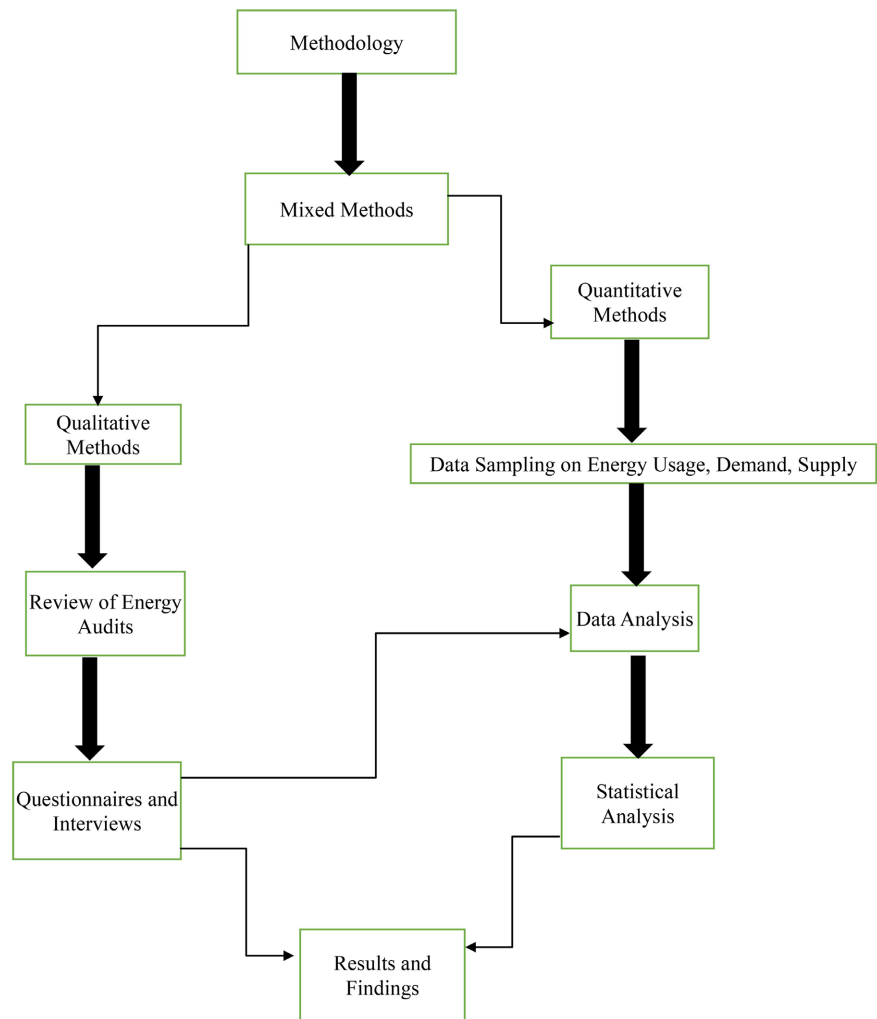 Methodology
Mixed Methods
Quantitative
Methods
Qualitative
Methods
Data Sampling on Energy Usage, Demand, Supply
Review of Energy
Audits
Data Analysis
Questionnaires and
Interviews
Statistical
Analysis
Results and
Findings